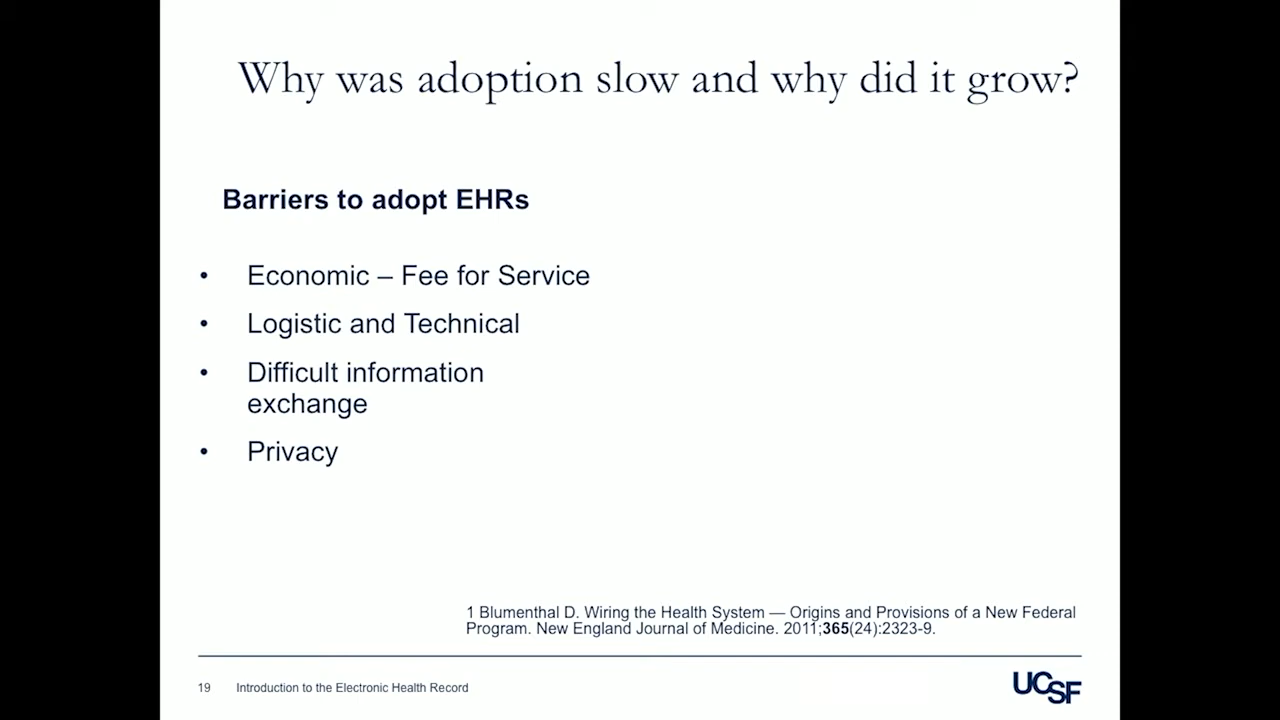 Why was adoption slow and why did it grow?
Barriers to adopt EHRs
• Economic – Fee for Service
• Logistic and Technical
• Difficult information
exchange
• Privacy
1 Blumenthal D. Wiring the Health System — Origins and Provisions of a New Federal
Program. New England Journal of Medicine. 2011;365(24):2323-9.
19 Introduction to the Electronic Health Record
UCSF